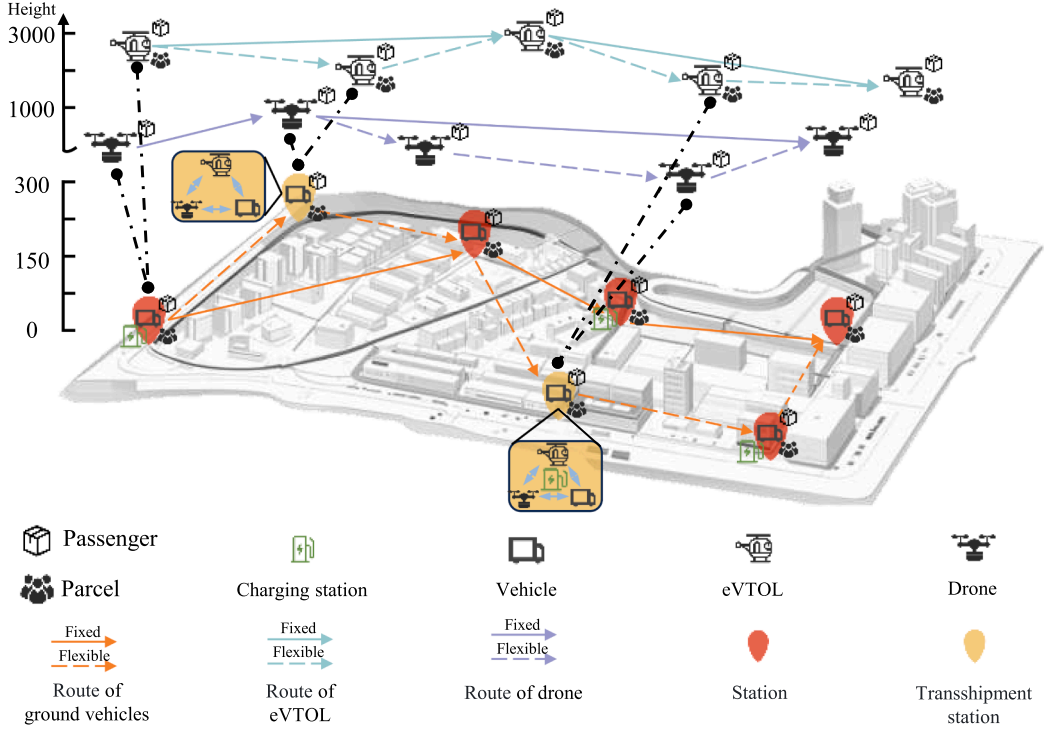 Height
3000
1000
300
150
0
Passenger
Parcel
Charging station
Vehicle
eVTOL
Drone
Fixed
Flexible
Route of
ground vehicles
Fixed
Flexible
Route of
eVTOL
Fixed
Flexible
Route of drone
Station
Transshipment
station